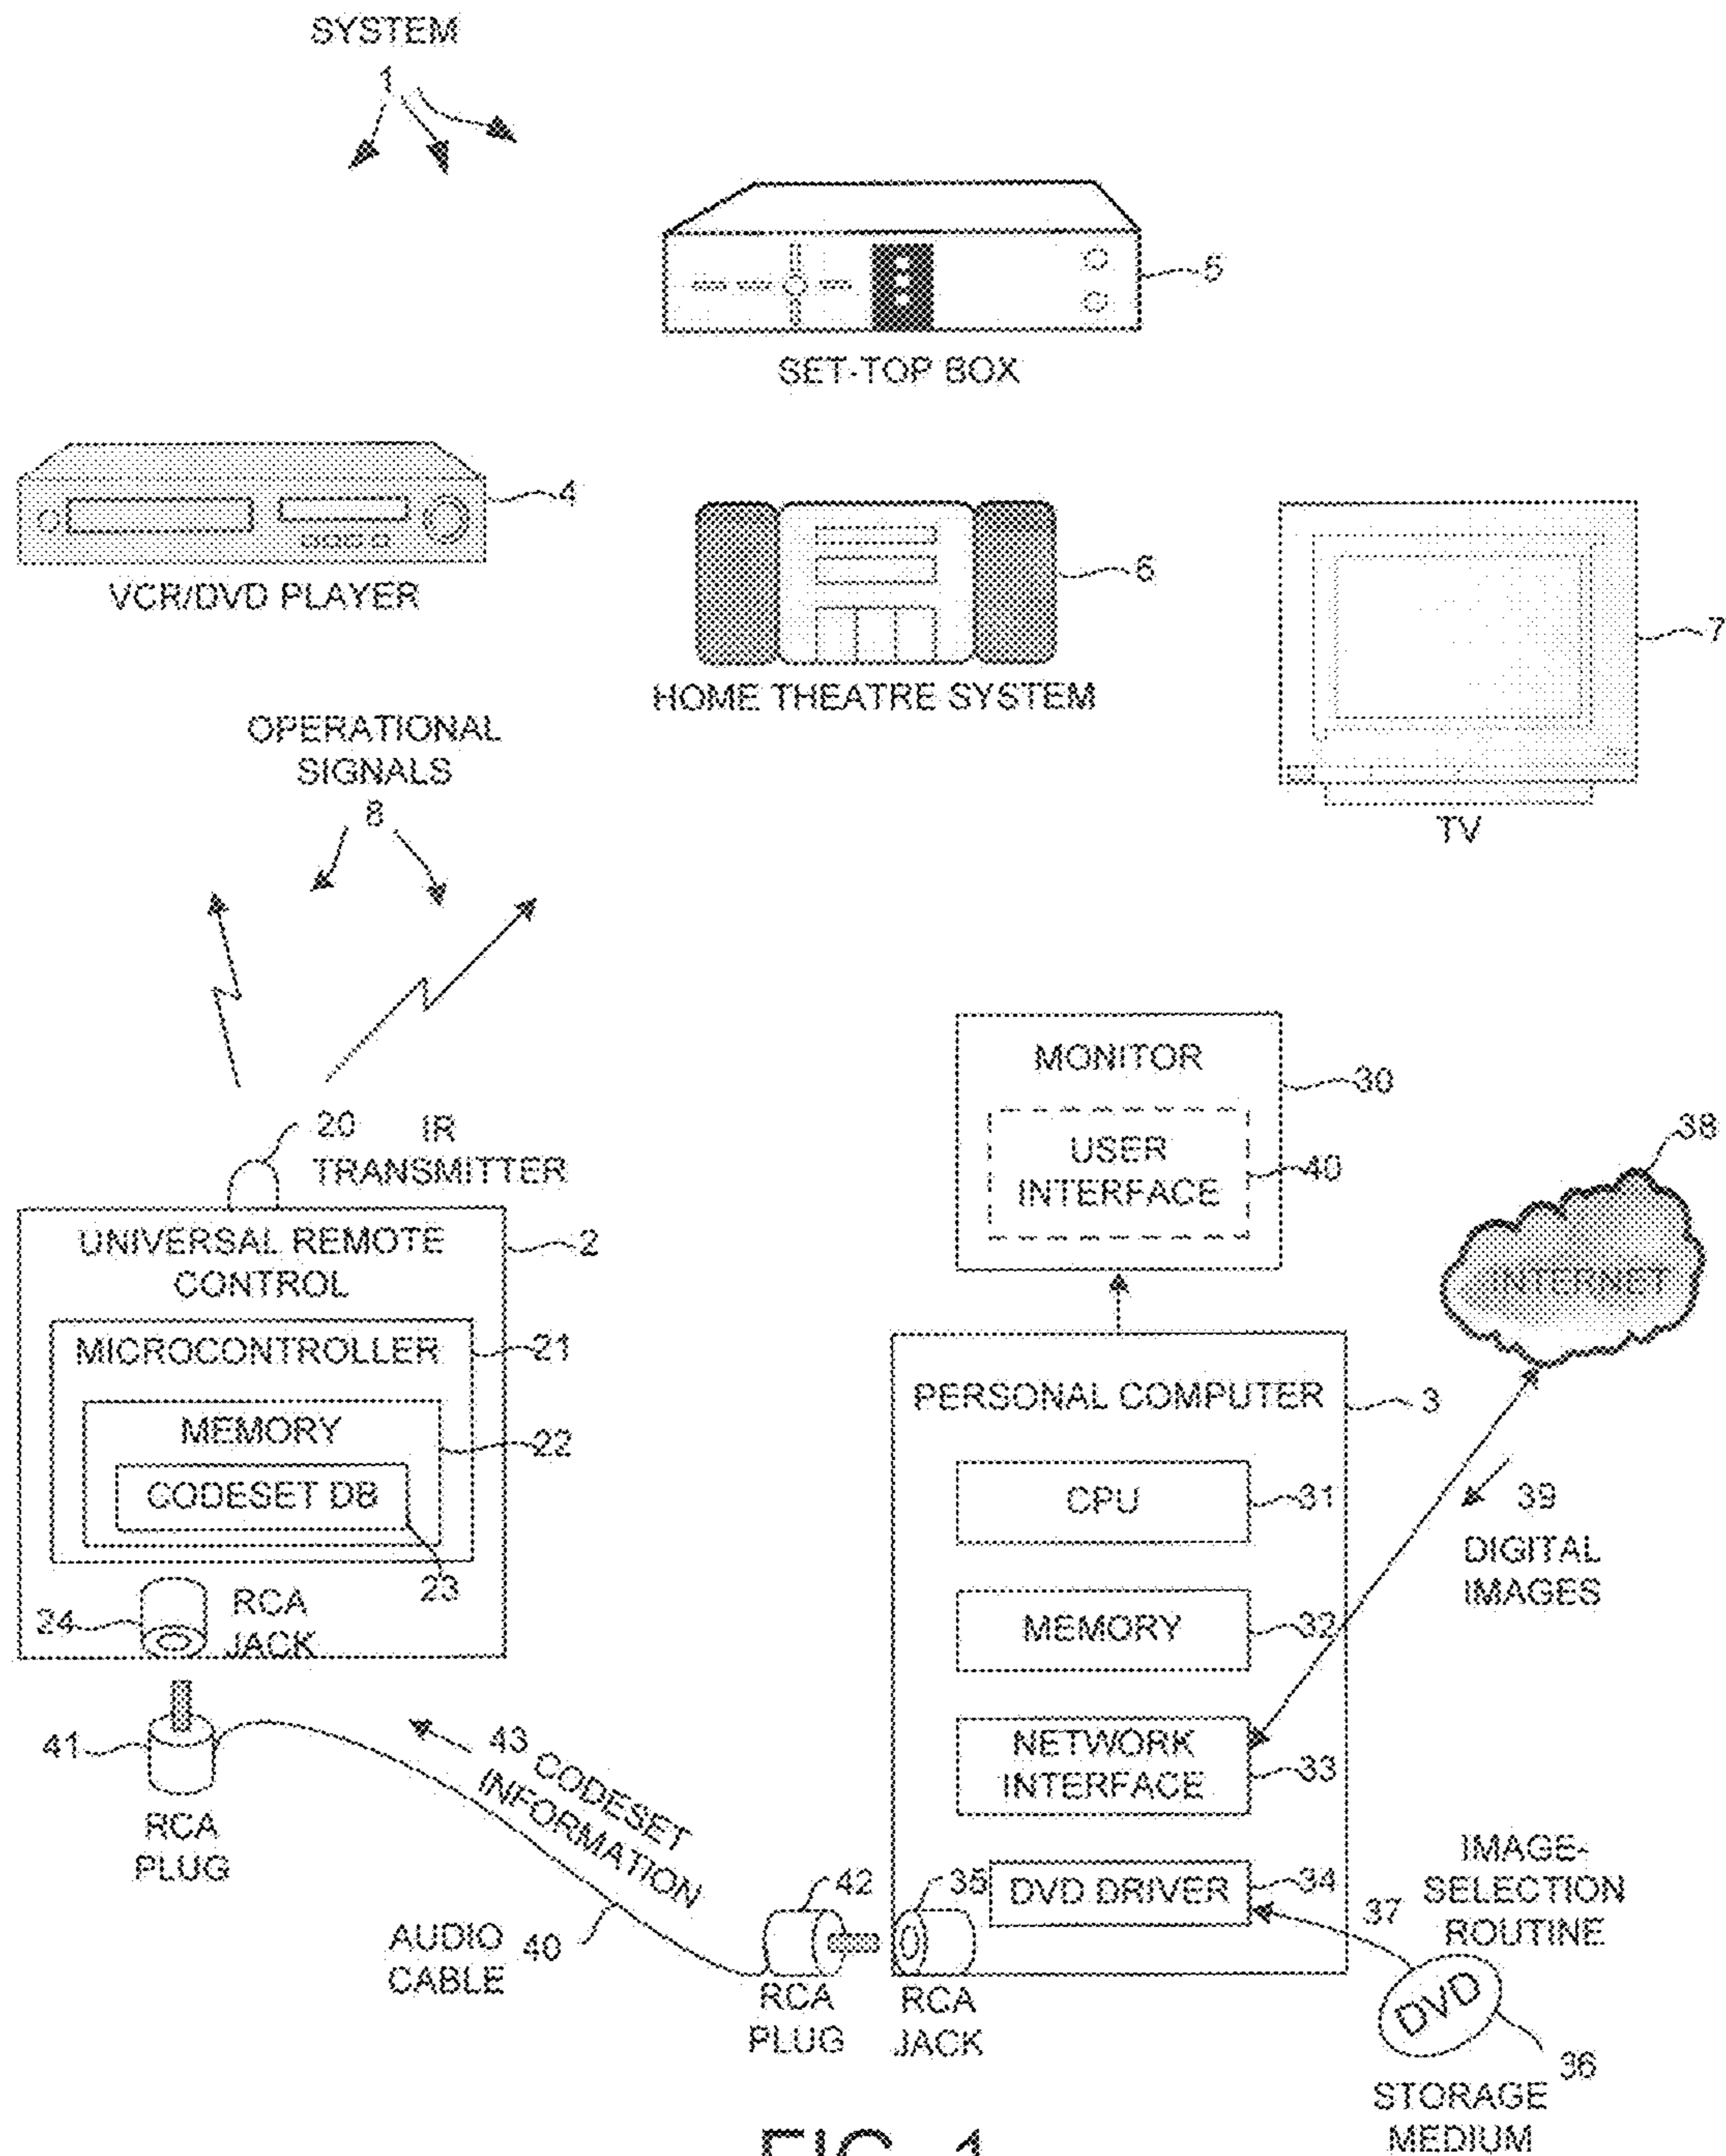 SYSTEM
1
5
SET-TOP BOX
4
VCR/DVD PLAYER
6
HOME THEATRE SYSTEM
7
TV
OPERATIONAL
SIGNALS
8
20
IR
TRANSMITTER
UNIVERSAL REMOTE
CONTROL
2
MICROCONTROLLER
21
MEMORY
22
CODESET DB
23
24
RCA
JACK
41
RCA
PLUG
43 CODESET
INFORMATION
AUDIO
CABLE
40
42
RCA
PLUG
35
RCA
JACK
MONITOR
30
USER
INTERFACE
40
38
INTERNET
PERSONAL COMPUTER
3
CPU
31
39
DIGITAL
IMAGES
MEMORY
32
NETWORK
INTERFACE
33
DVD DRIVER
34
37
IMAGE-
SELECTION
ROUTINE
DVD
36
STORAGE
MEDIUM
FIG. 1